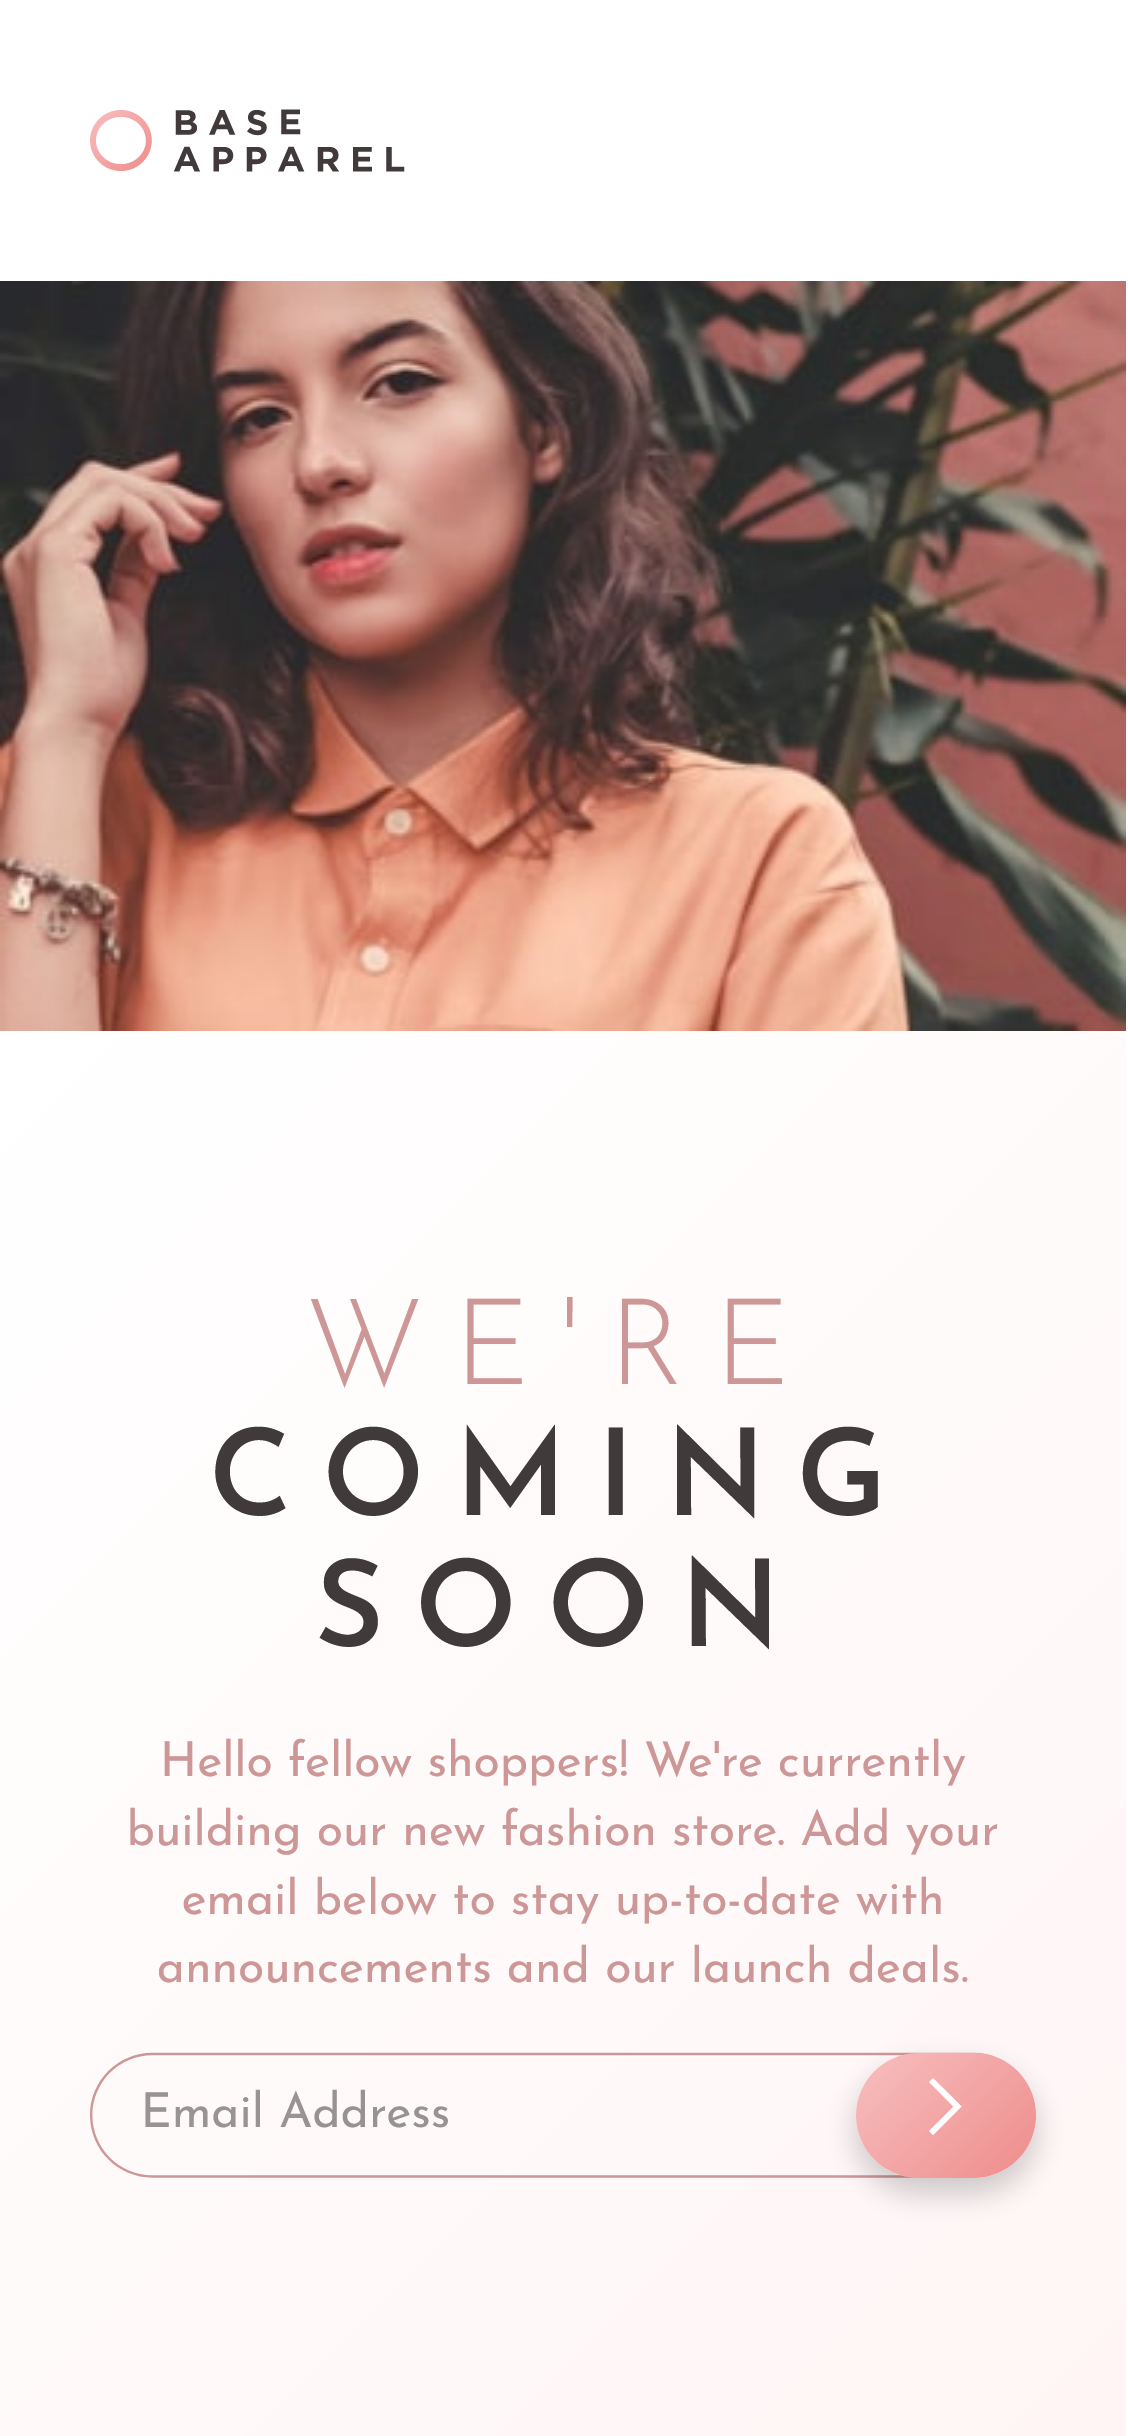 BASE
APPAREL
WE'RE
COMING
SOON
Hello fellow shoppers! We're currently
building our new fashion store. Add your
email below to stay up-to-date with
announcements and our launch deals.
Email Address